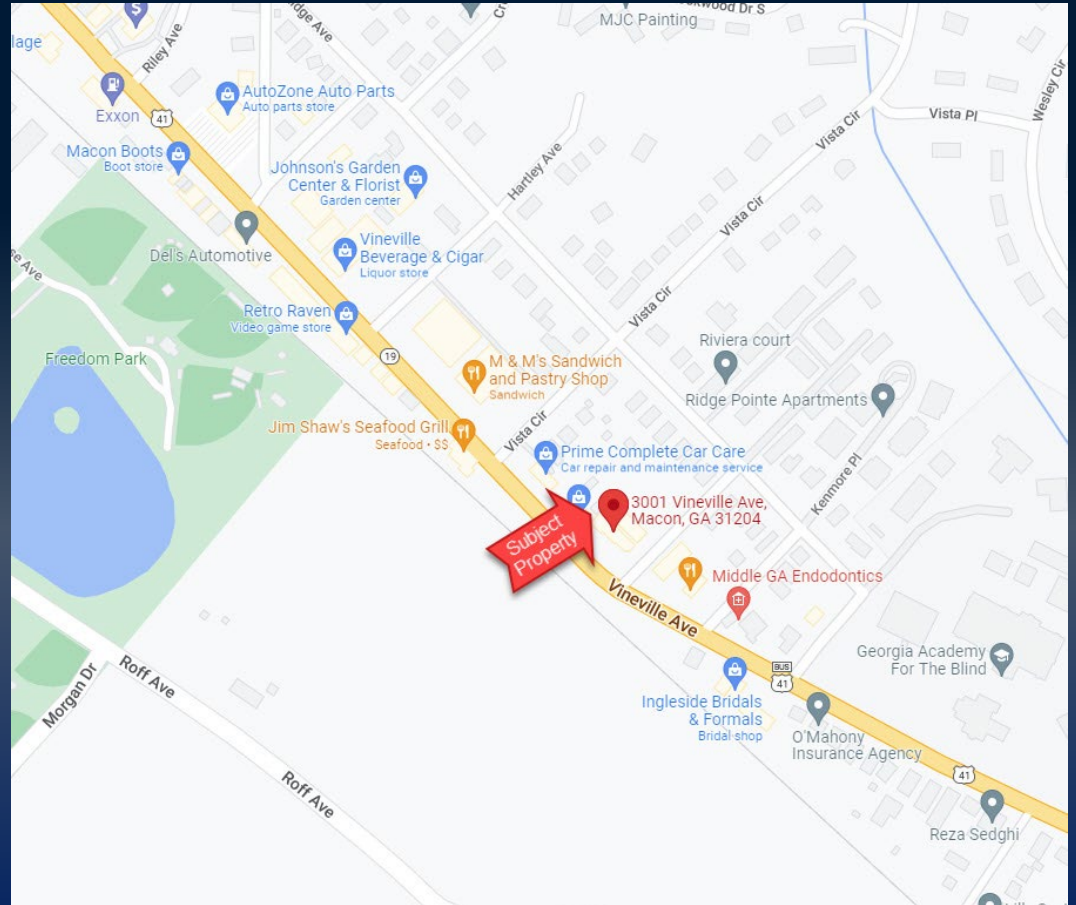 MJC Painting
Riley Ave
lage
Exxon
41
AutoZone Auto Parts
Auto parts store
Macon Boots
Boot store
Johnson's Garden
Center & Florist
Garden center
Hartley Ave
Vista Cir
Vista Pl
Wesley Cir
Vista Cir
Del's Automotive
Vineville
Beverage & Cigar
Liquor store
Retro Raven
Video game store
Freedom Park
19
Vista Cir
Riviera court
M & M's Sandwich
and Pastry Shop
Sandwich
Ridge Pointe Apartments
Jim Shaw's Seafood Grill
Seafood • $$
Vista Cir
Prime Complete Car Care
Car repair and maintenance service
Kenmore Pl
3001 Vineville Ave,
Macon, GA 31204
Subject
Property
Vineville Ave
Middle GA Endodontics
Georgia Academy
For The Blind
BUS
41
Ingleside Bridals
& Formals
Bridal shop
O'Mahony
Insurance Agency
41
Reza Sedghi
Morgan Dr
Roff Ave
Roff Ave